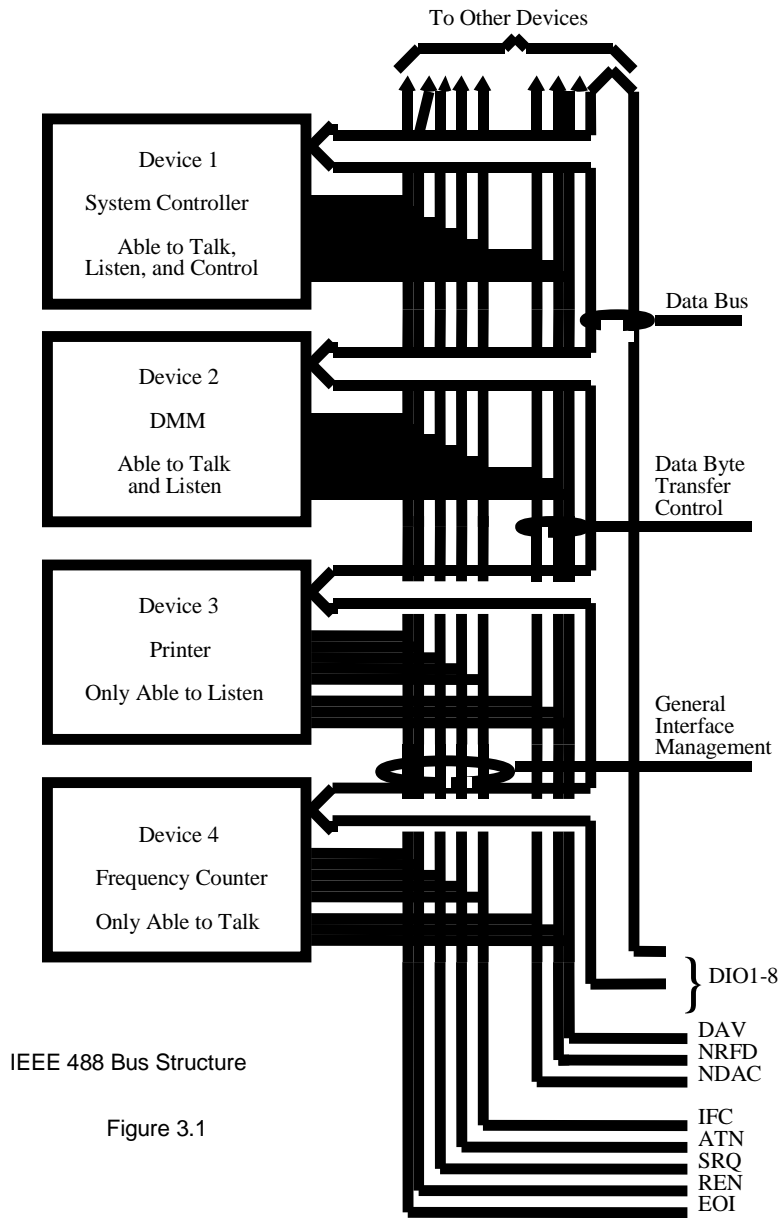 To Other Devices
Device 1
System Controller
Able to Talk,
Listen, and Control
Data Bus
Device 2
DMM
Able to Talk
and Listen
Data Byte
Transfer
Control
Device 3
Printer
Only Able to Listen
General
Interface
Management
Device 4
Frequency Counter
Only Able to Talk
} DIO1-8
DAV
NRFD
NDAC
IFC
ATN
SRQ
REN
EOI
IEEE 488 Bus Structure
Figure 3.1